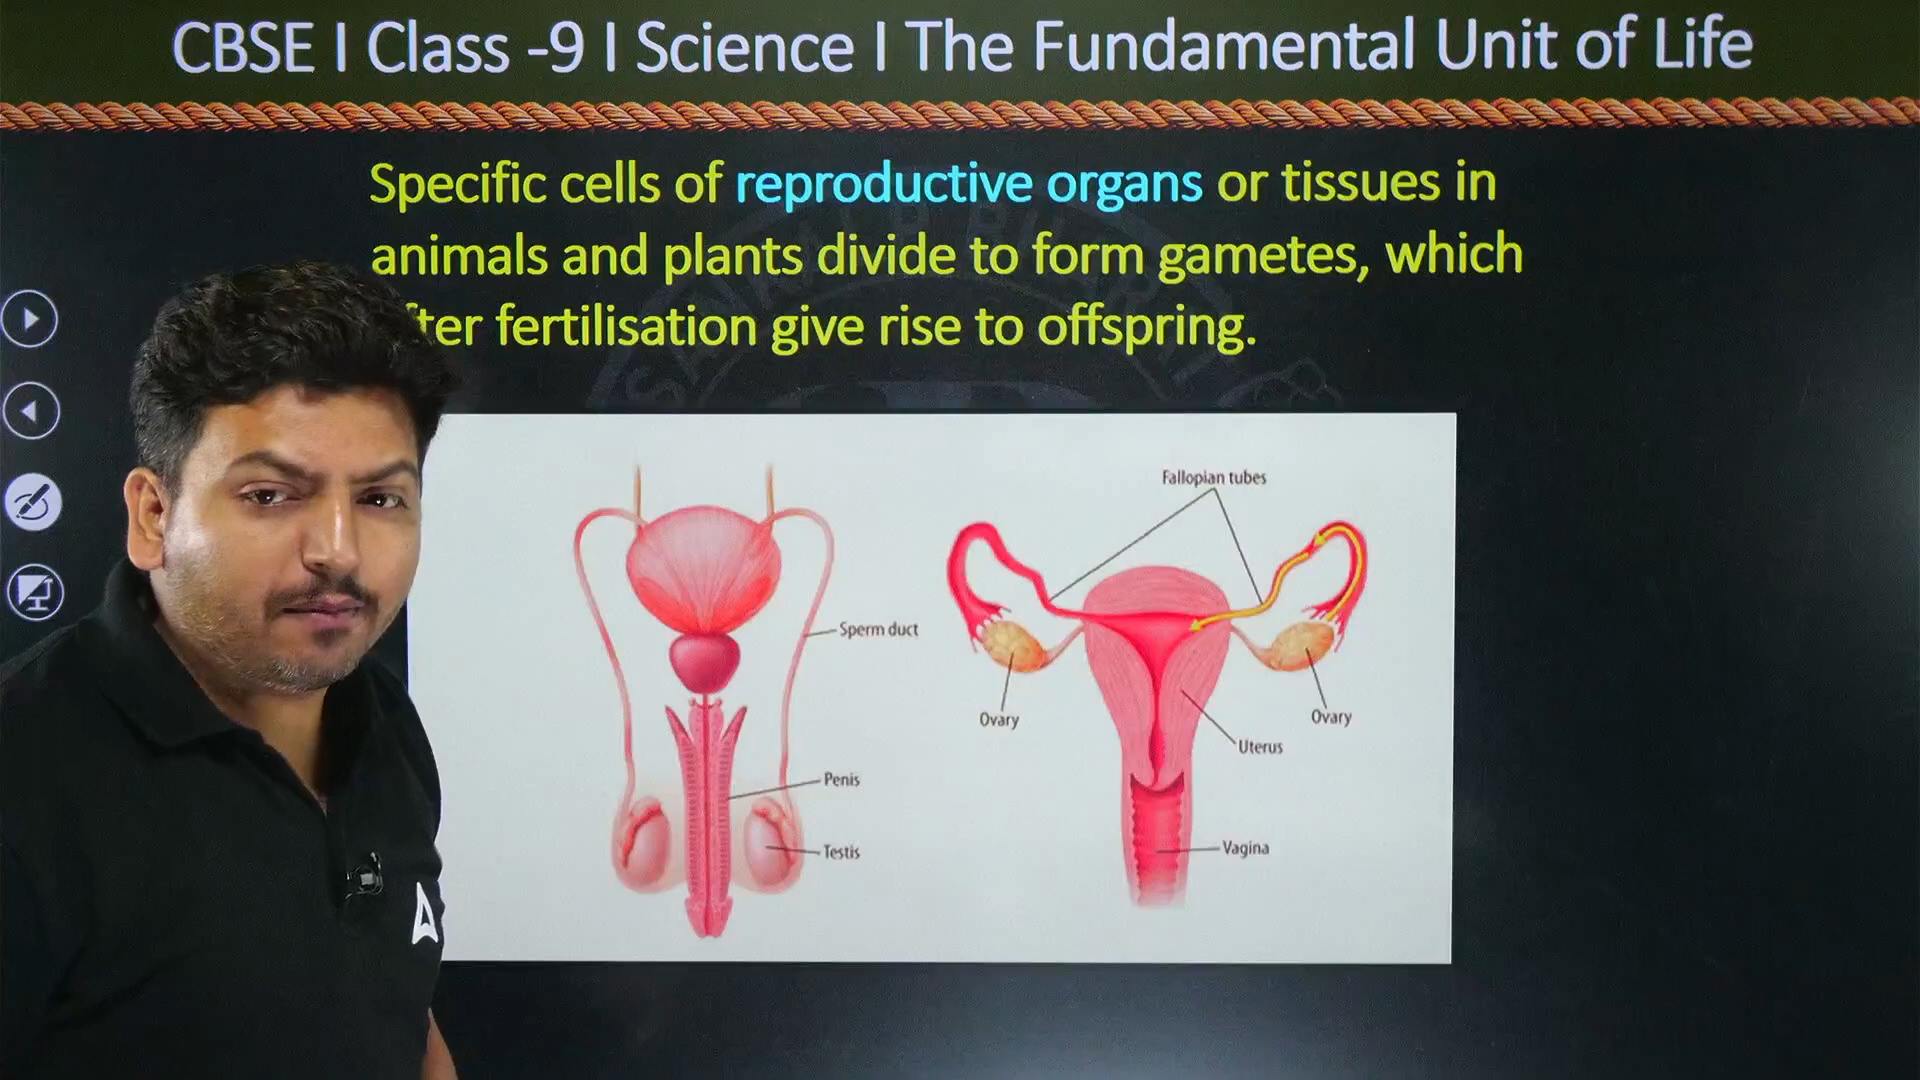 CBSE I Class -9 I Science I The Fundamental Unit of Life
Specific cells of reproductive organs or tissues in
animals and plants divide to form gametes, which
fertilisation give rise to offspring.
Fallopian tubes
Sperm duct
Ovary
Ovary
Uterus
Penis
Vagina
Testis